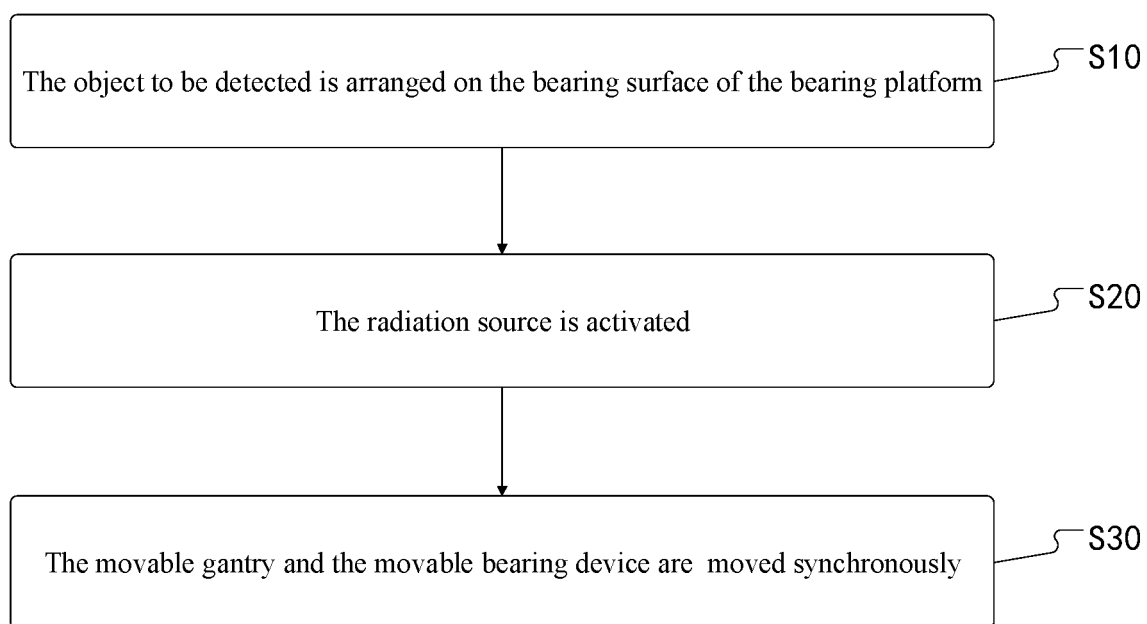 The object to be detected is arranged on the bearing surface of the bearing platform
S10
The radiation source is activated
S20
The movable gantry and the movable bearing device are moved synchronously
S30